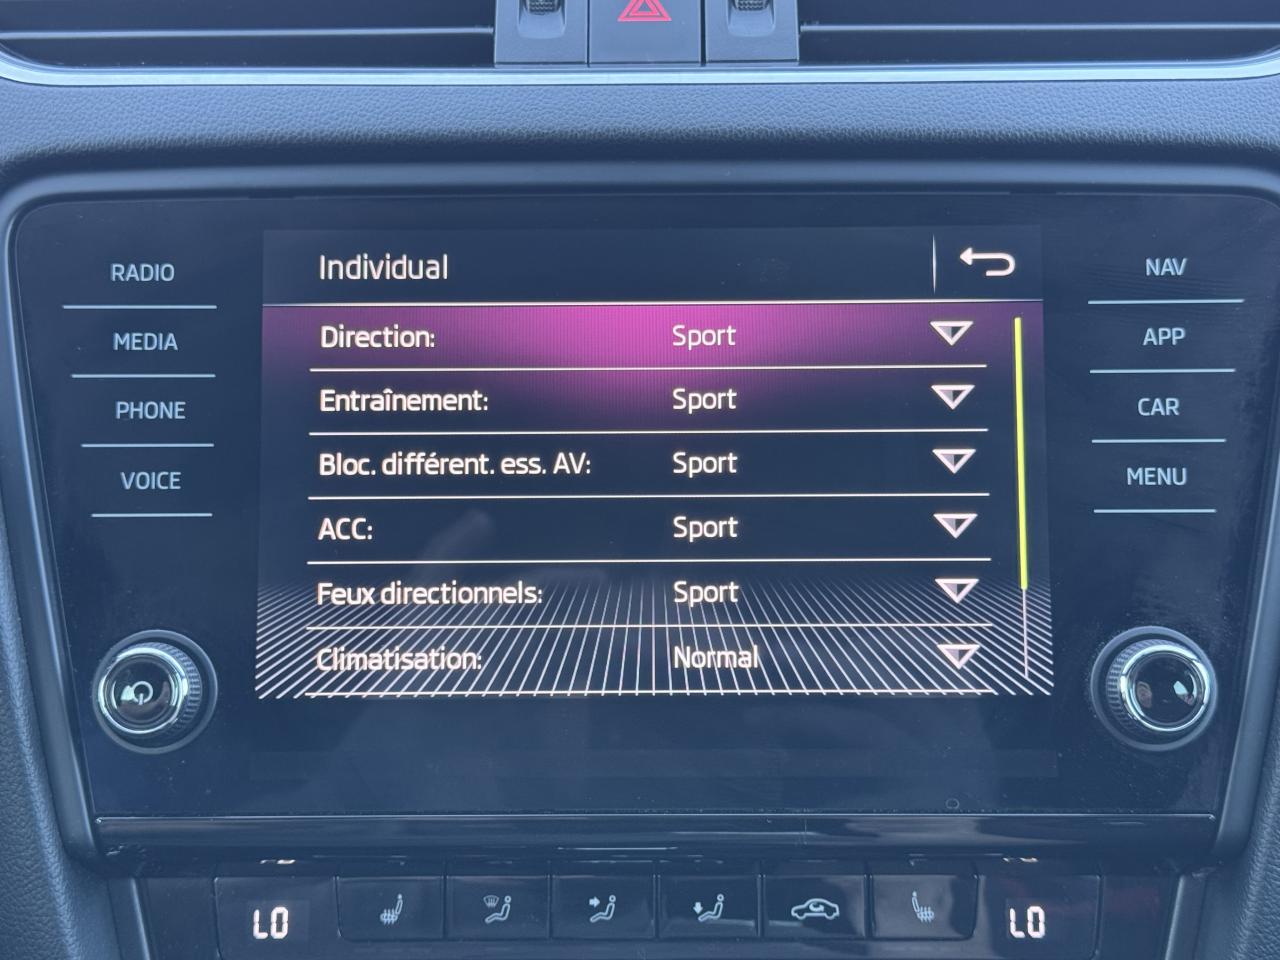 RADIO
MEDIA
PHONE
VOICE
Individual
Direction: Sport
Entraînement: Sport
Bloc. différent. ess. AV: Sport
ACC: Sport
Feux directionnels: Sport
Climatisation: Normal
NAV
APP
CAR
MENU
LO
LO